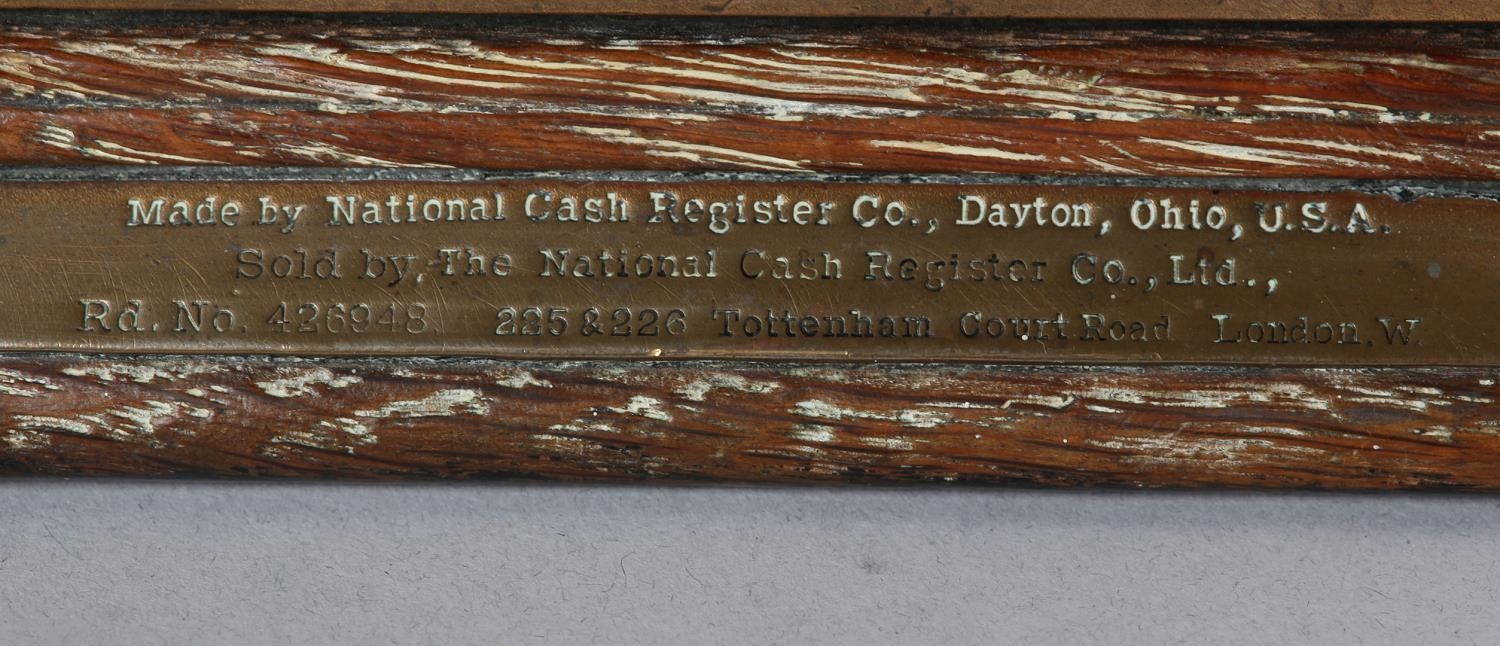 Made by National Cash Register Co., Dayton, Ohio, U.S.A.
Sold by, The National Cash Register Co., Ltd.,
Rd. No. 426948. 225 & 226 Tottenham Court Road London. W.